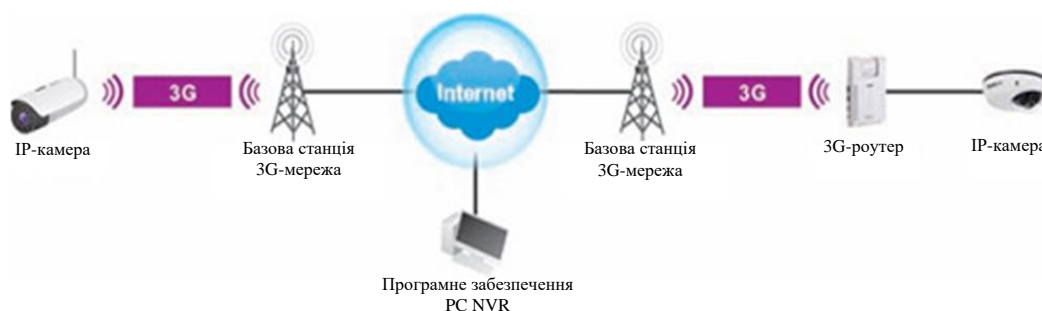 3G
Internet
3G
IP-камера
Базова станція
3G-мережа
Базова станція
3G-мережа
3G-роутер
IP-камера
Програмне забезпечення
PC NVR